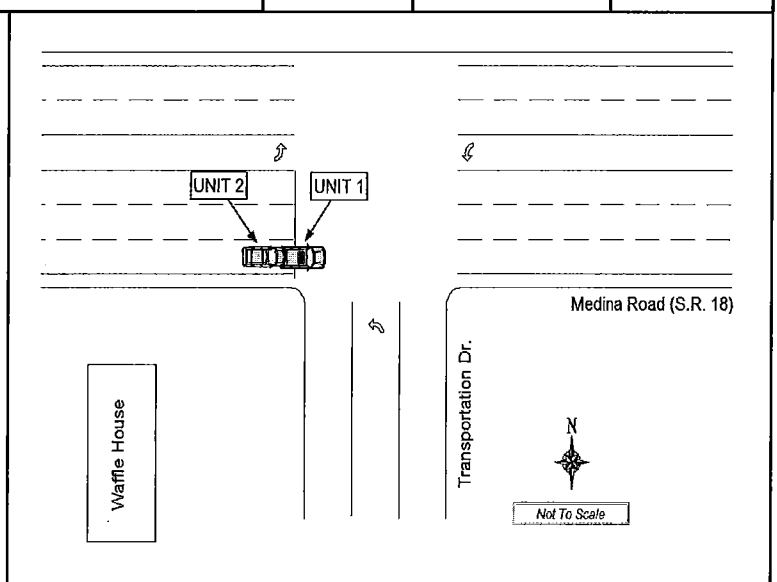 UNIT 2
UNIT 1
Medina Road (S.R. 18)
Transportation Dr.
Waffle House
N
Not To Scale